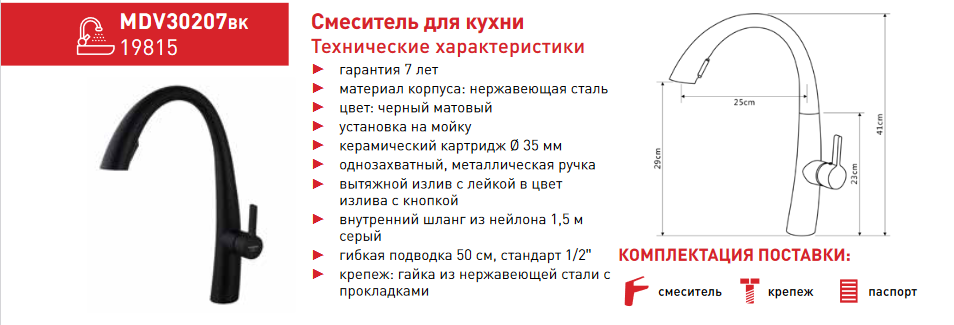 MDV30207BK
19815
Смеситель для кухни
Технические характеристики
гарантия 7 лет
материал корпуса: нержавеющая сталь
цвет: черный матовый
установка на мойку
керамический картридж Ø 35 мм
однозахватный, металлическая ручка
вытяжной излив с лейкой в цвет
излива с кнопкой
внутренний шланг из нейлона 1,5 м
серый
гибкая подводка 50 см, стандарт 1/2"
крепеж: гайка из нержавеющей стали с
прокладками
25cm
29cm
23cm
41cm
КОМПЛЕКТАЦИЯ ПОСТАВКИ:
смеситель
крепеж
паспорт